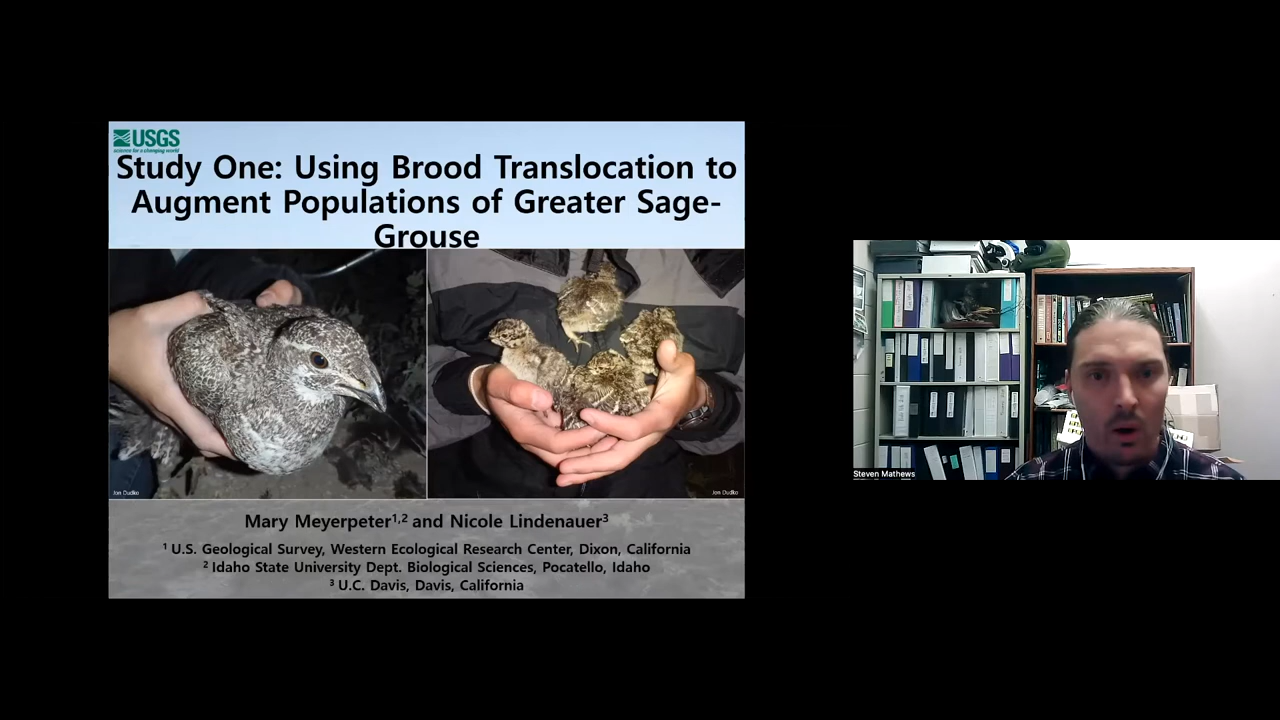 USGS
science for a changing world
Study One: Using Brood Translocation to
Augment Populations of Greater Sage-
Grouse
Jon Dudko
Jon Dudko
Mary Meyerpeter¹,² and Nicole Lindenauer³
¹ U.S. Geological Survey, Western Ecological Research Center, Dixon, California
² Idaho State University Dept. Biological Sciences, Pocatello, Idaho
³ U.C. Davis, Davis, California
Steven Mathews